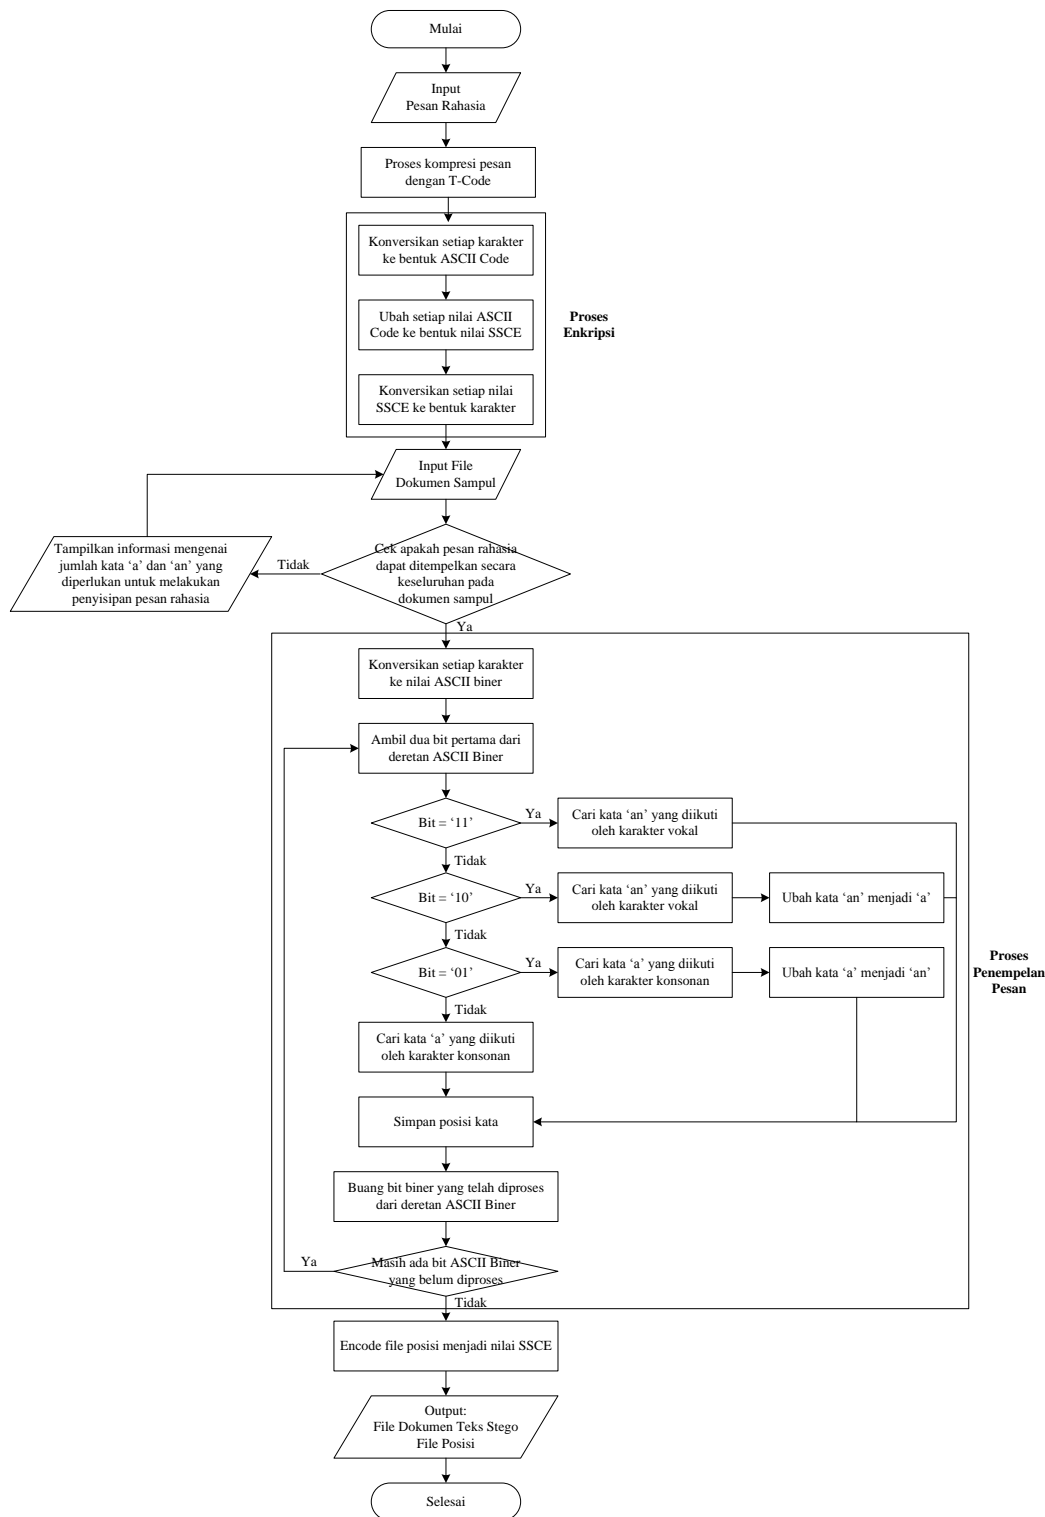 Mulai
Input
Pesan Rahasia
Proses kompresi pesan
dengan T-Code
Konversikan setiap karakter
ke bentuk ASCII Code
Ubah setiap nilai ASCII
Code ke bentuk nilai SSCE
Proses
Enkripsi
Konversikan setiap nilai
SSCE ke bentuk karakter
Input File
Dokumen Sampul
Cek apakah pesan rahasia
dapat ditempelkan secara
keseluruhan pada
dokumen sampul
Tidak
Tampilkan informasi mengenai
jumlah kata ‘a’ dan ‘an’ yang
diperlukan untuk melakukan
penyisipan pesan rahasia
Ya
Konversikan setiap karakter
ke nilai ASCII biner
Ambil dua bit pertama dari
deretan ASCII Biner
Bit = ‘11’
Ya
Cari kata ‘an’ yang diikuti
oleh karakter vokal
Tidak
Bit = ‘10’
Ya
Cari kata ‘an’ yang diikuti
oleh karakter vokal
Ubah kata ‘an’ menjadi ‘a’
Tidak
Bit = ‘01’
Ya
Cari kata ‘a’ yang diikuti
oleh karakter konsonan
Ubah kata ‘a’ menjadi ‘an’
Proses
Penempelan
Pesan
Tidak
Cari kata ‘a’ yang diikuti
oleh karakter konsonan
Simpan posisi kata
Buang bit biner yang telah diproses
dari deretan ASCII Biner
Masih ada bit ASCII Biner
yang belum diproses
Ya
Tidak
Encode file posisi menjadi nilai SSCE
Output:
File Dokumen Teks Stego
File Posisi
Selesai